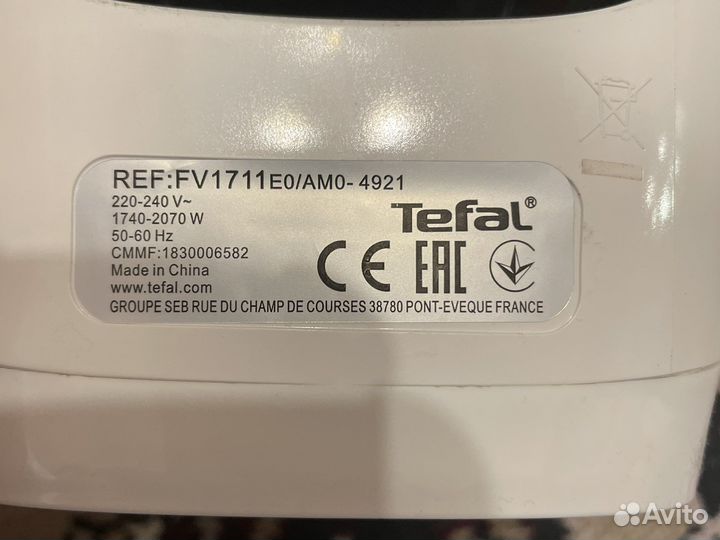 REF:FV1711E0/AM0-4921
220-240 V~
1740-2070 W
50-60 Hz
CMMF:1830006582
Made in China
www.tefal.com
Tefal®
CE EAC
GROUPE SEB RUE DU CHAMP DE COURSES 38780 PONT-EVEQUE FRANCE
Avito